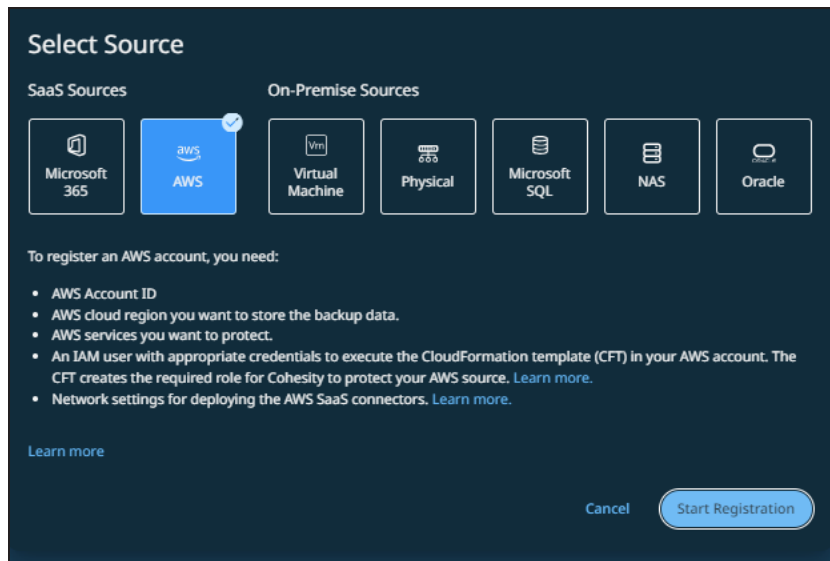 Select Source
SaaS Sources
On-Premise Sources
Microsoft
365
aws
AWS
Vm
Virtual
Machine
Physical
Microsoft
SQL
NAS
ORACLE
Oracle
To register an AWS account, you need:
• AWS Account ID
• AWS cloud region you want to store the backup data.
• AWS services you want to protect.
• An IAM user with appropriate credentials to execute the CloudFormation template (CFT) in your AWS account. The
CFT creates the required role for Cohesity to protect your AWS source. Learn more.
• Network settings for deploying the AWS SaaS connectors. Learn more.
Learn more
Cancel
Start Registration